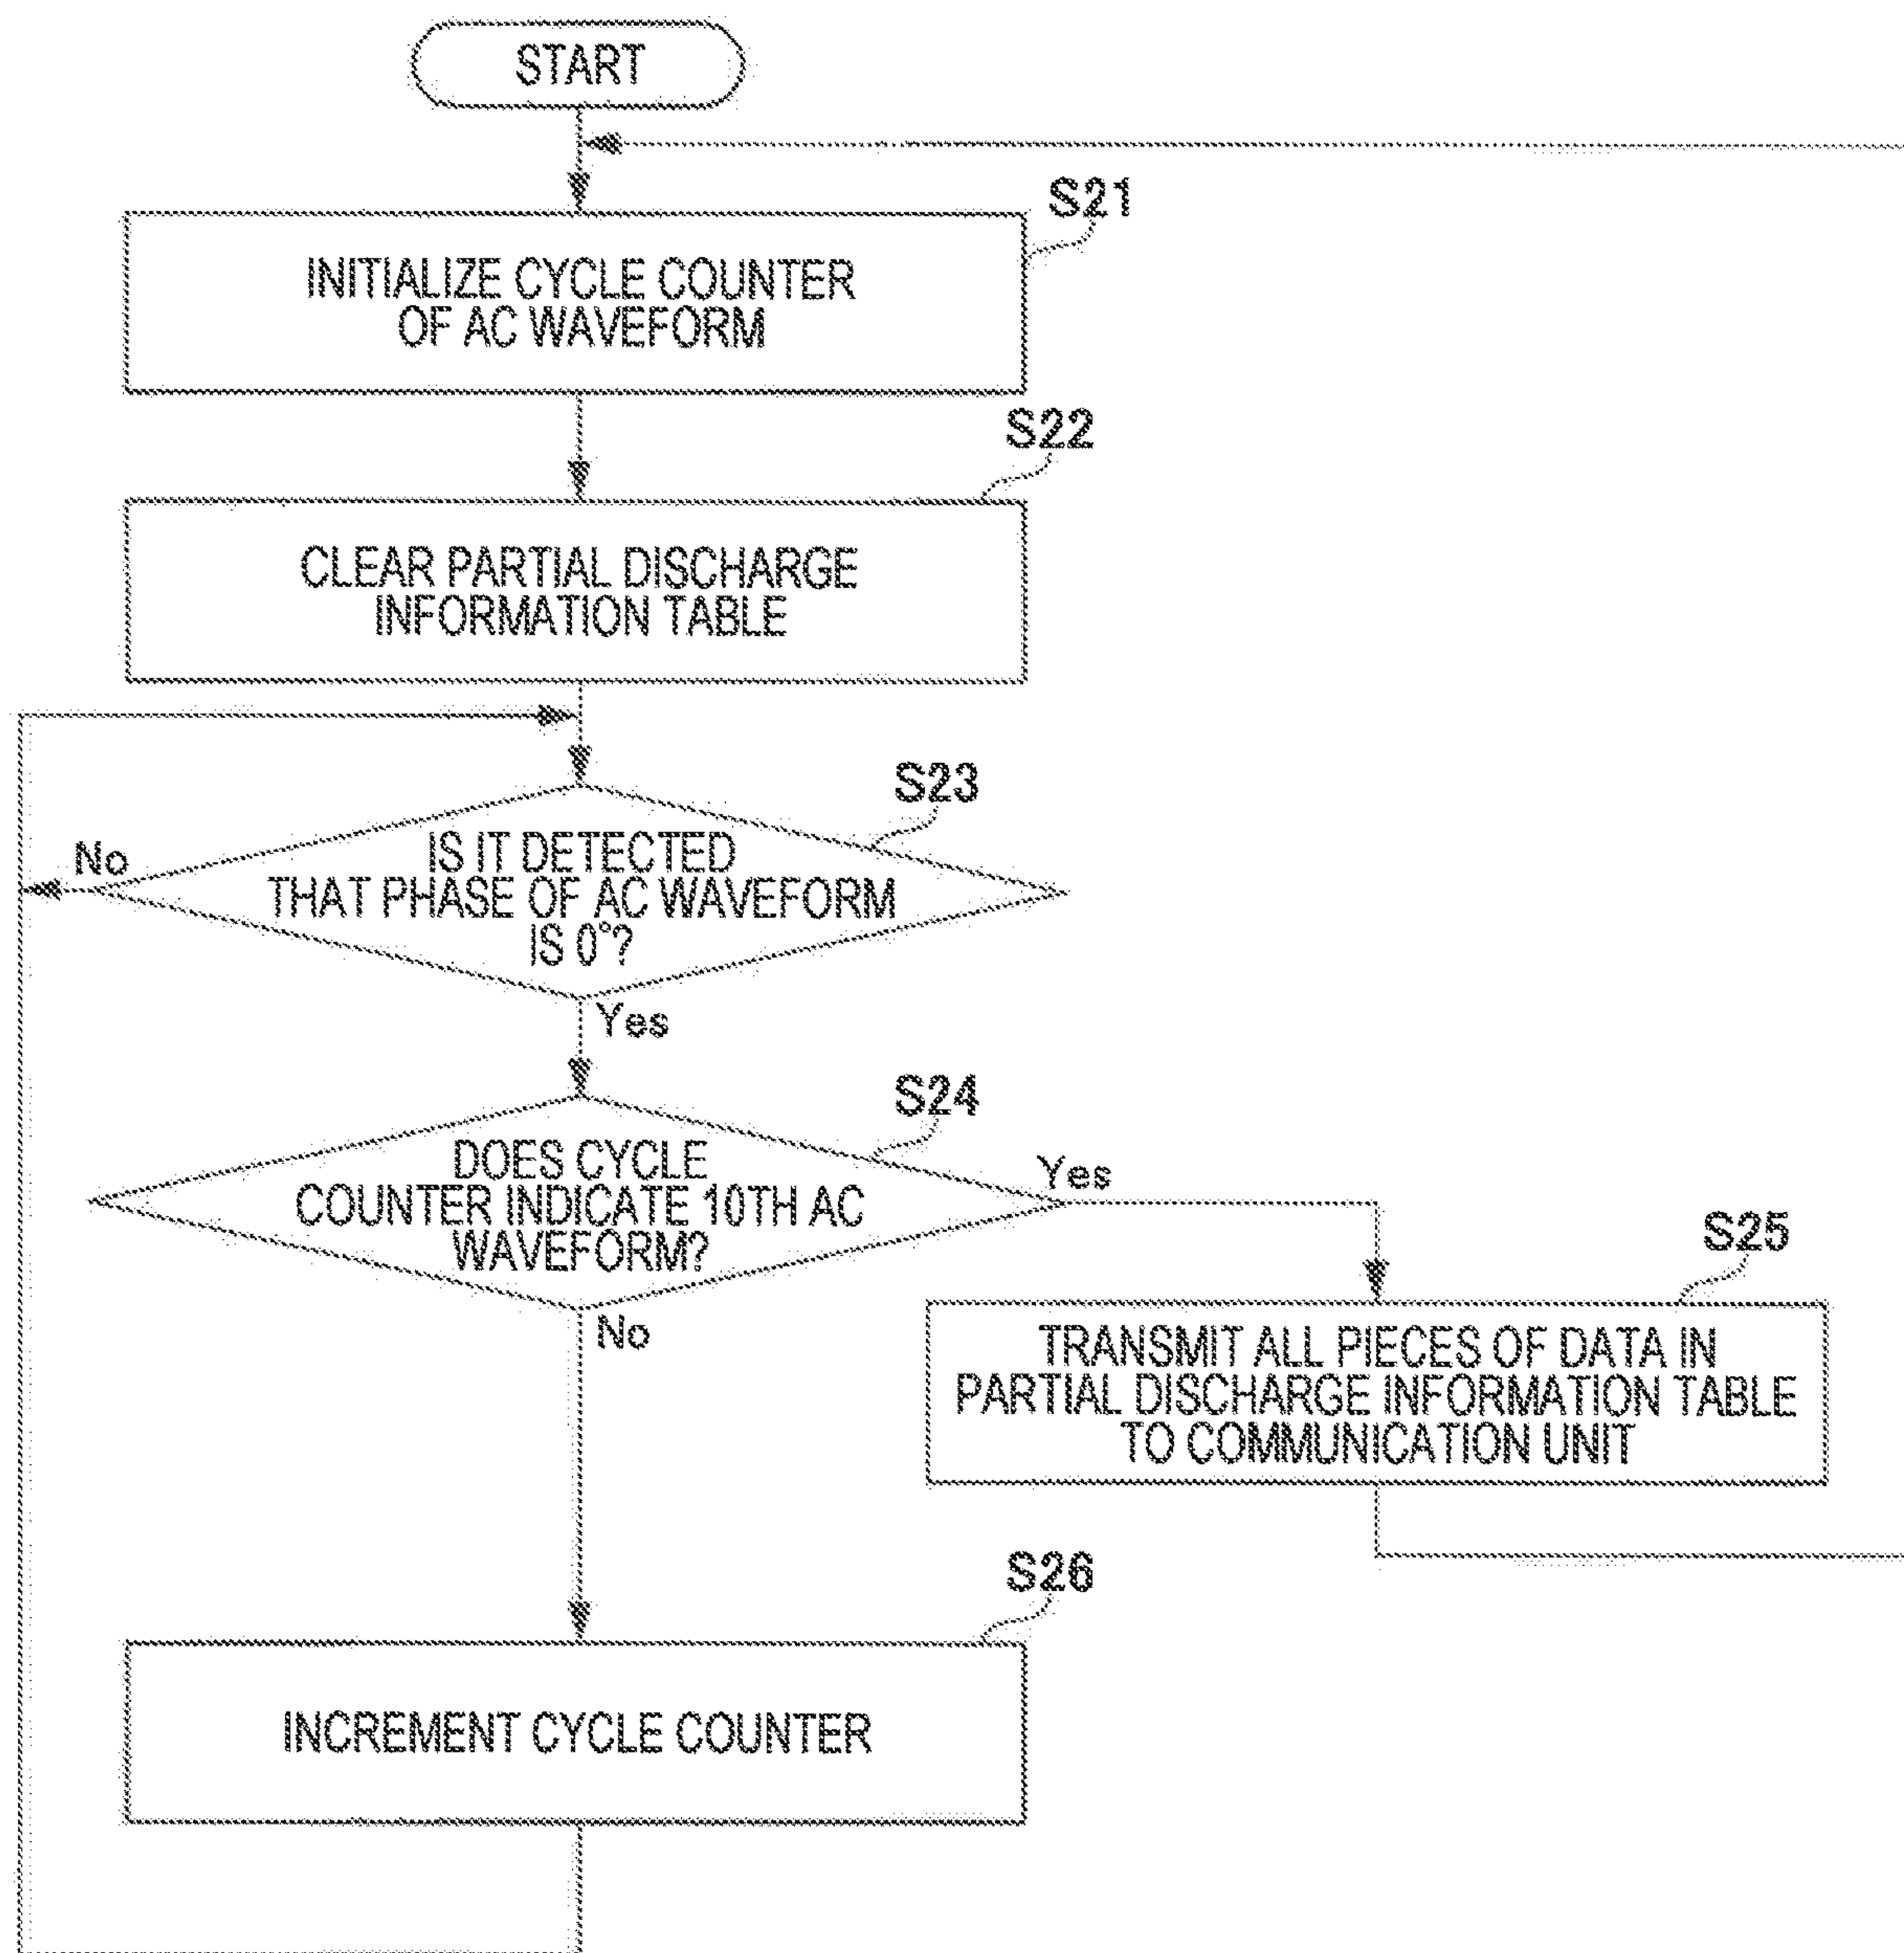 START
S21
INITIALIZE CYCLE COUNTER
OF AC WAVEFORM
S22
CLEAR PARTIAL DISCHARGE
INFORMATION TABLE
S23
No
IS IT DETECTED
THAT PHASE OF AC WAVEFORM
IS 0°?
Yes
S24
DOES CYCLE
COUNTER INDICATE 10TH AC
WAVEFORM?
Yes
No
S25
TRANSMIT ALL PIECES OF DATA IN
PARTIAL DISCHARGE INFORMATION TABLE
TO COMMUNICATION UNIT
S26
INCREMENT CYCLE COUNTER